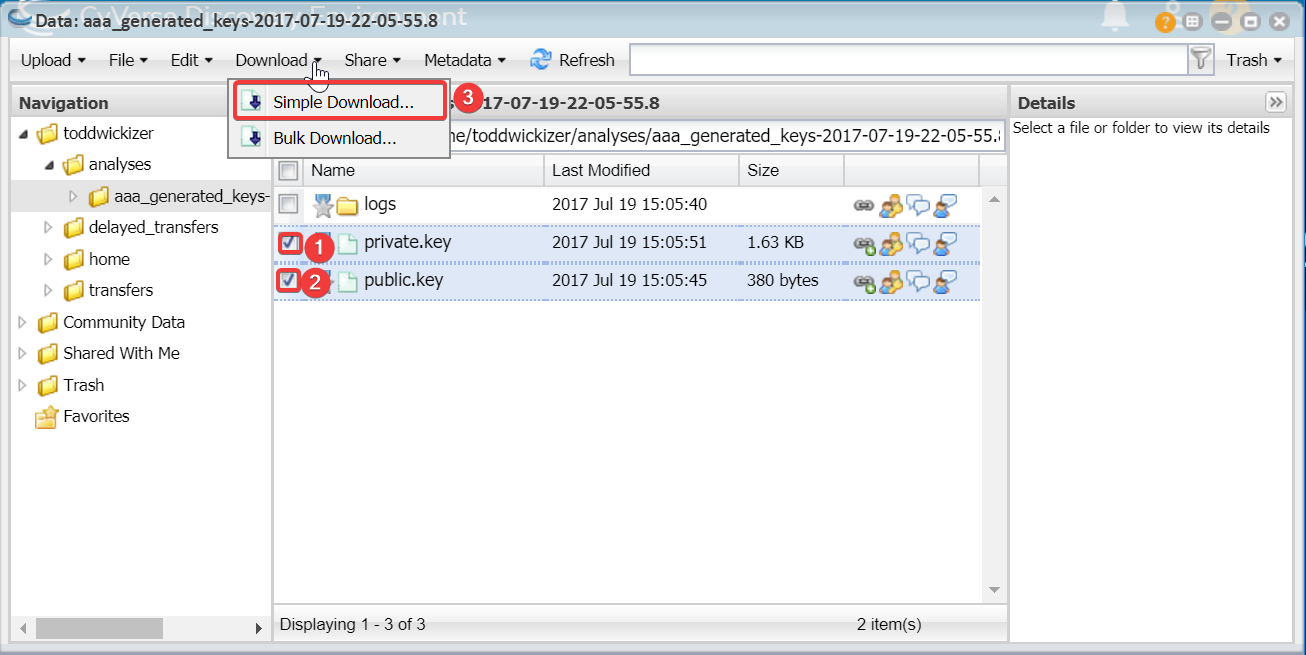 CyVerse Discovery Environment
Data: aaa_generated_keys-2017-07-19-22-05-55.8
?
Upload File Edit Download Share Metadata Refresh Trash
Simple Download...
3
Bulk Download...
Navigation
-2017-07-19-22-05-55.8
Details
me/toddwickizer/analyses/aaa_generated_keys-2017-07-19-22-05-55.8
Select a file or folder to view its details
toddwickizer
analyses
aaa_generated_keys-
delayed_transfers
home
transfers
Community Data
Shared With Me
Trash
Favorites
Name Last Modified Size
logs 2017 Jul 19 15:05:40
1 private.key 2017 Jul 19 15:05:51 1.63 KB
2 public.key 2017 Jul 19 15:05:45 380 bytes
Displaying 1 - 3 of 3 2 item(s)